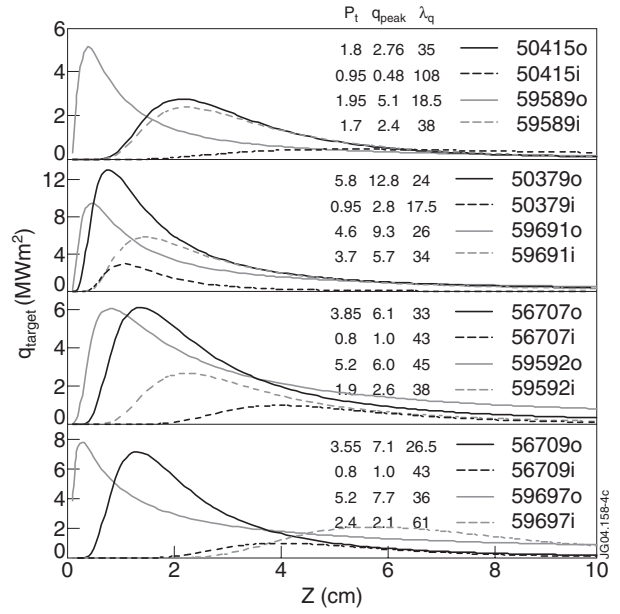 P_t q_peak λ_q
6
1.8 2.76 35 50415o
0.95 0.48 108 50415i
4
1.95 5.1 18.5 59589o
1.7 2.4 38 59589i
2
0
12
5.8 12.8 24 50379o
0.95 2.8 17.5 50379i
8
4.6 9.3 26 59691o
3.7 5.7 34 59691i
4
0
6
3.85 6.1 33 56707o
0.8 1.0 43 56707i
4
5.2 6.0 45 59592o
1.9 2.6 38 59592i
2
0
8
3.55 7.1 26.5 56709o
0.8 1.0 43 56709i
6
5.2 7.7 36 59697o
4
2.4 2.1 61 59697i
2
0
q_target (MWm²)
0 2 4 6 8 10
Z (cm)
JG04.158-4c